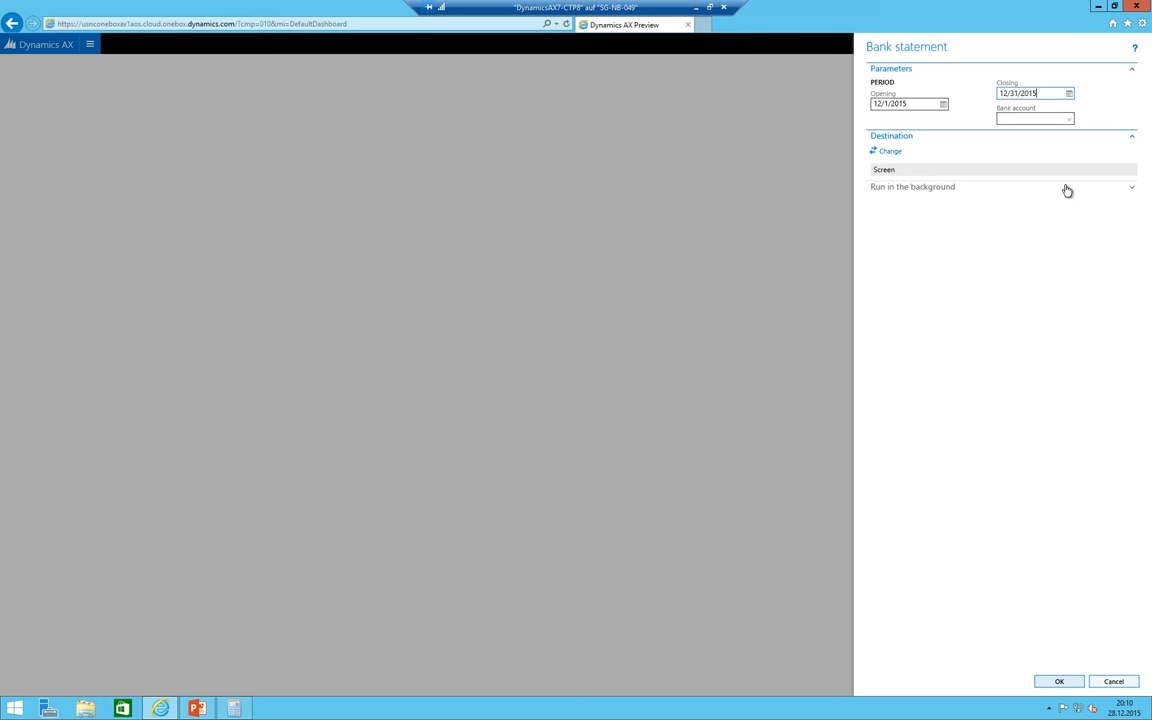 "DynamicsAX7-CTP8" auf "SG-NB-049"
https://usnconeboxax1aos.cloud.onebox.dynamics.com/?cmp=010&mi=DefaultDashboard
Dynamics AX Preview
Dynamics AX
Bank statement
?
Parameters
PERIOD
Opening
12/1/2015
Closing
12/31/2015
Bank account
Destination
Change
Screen
Run in the background
OK
Cancel
20:10
28.12.2015